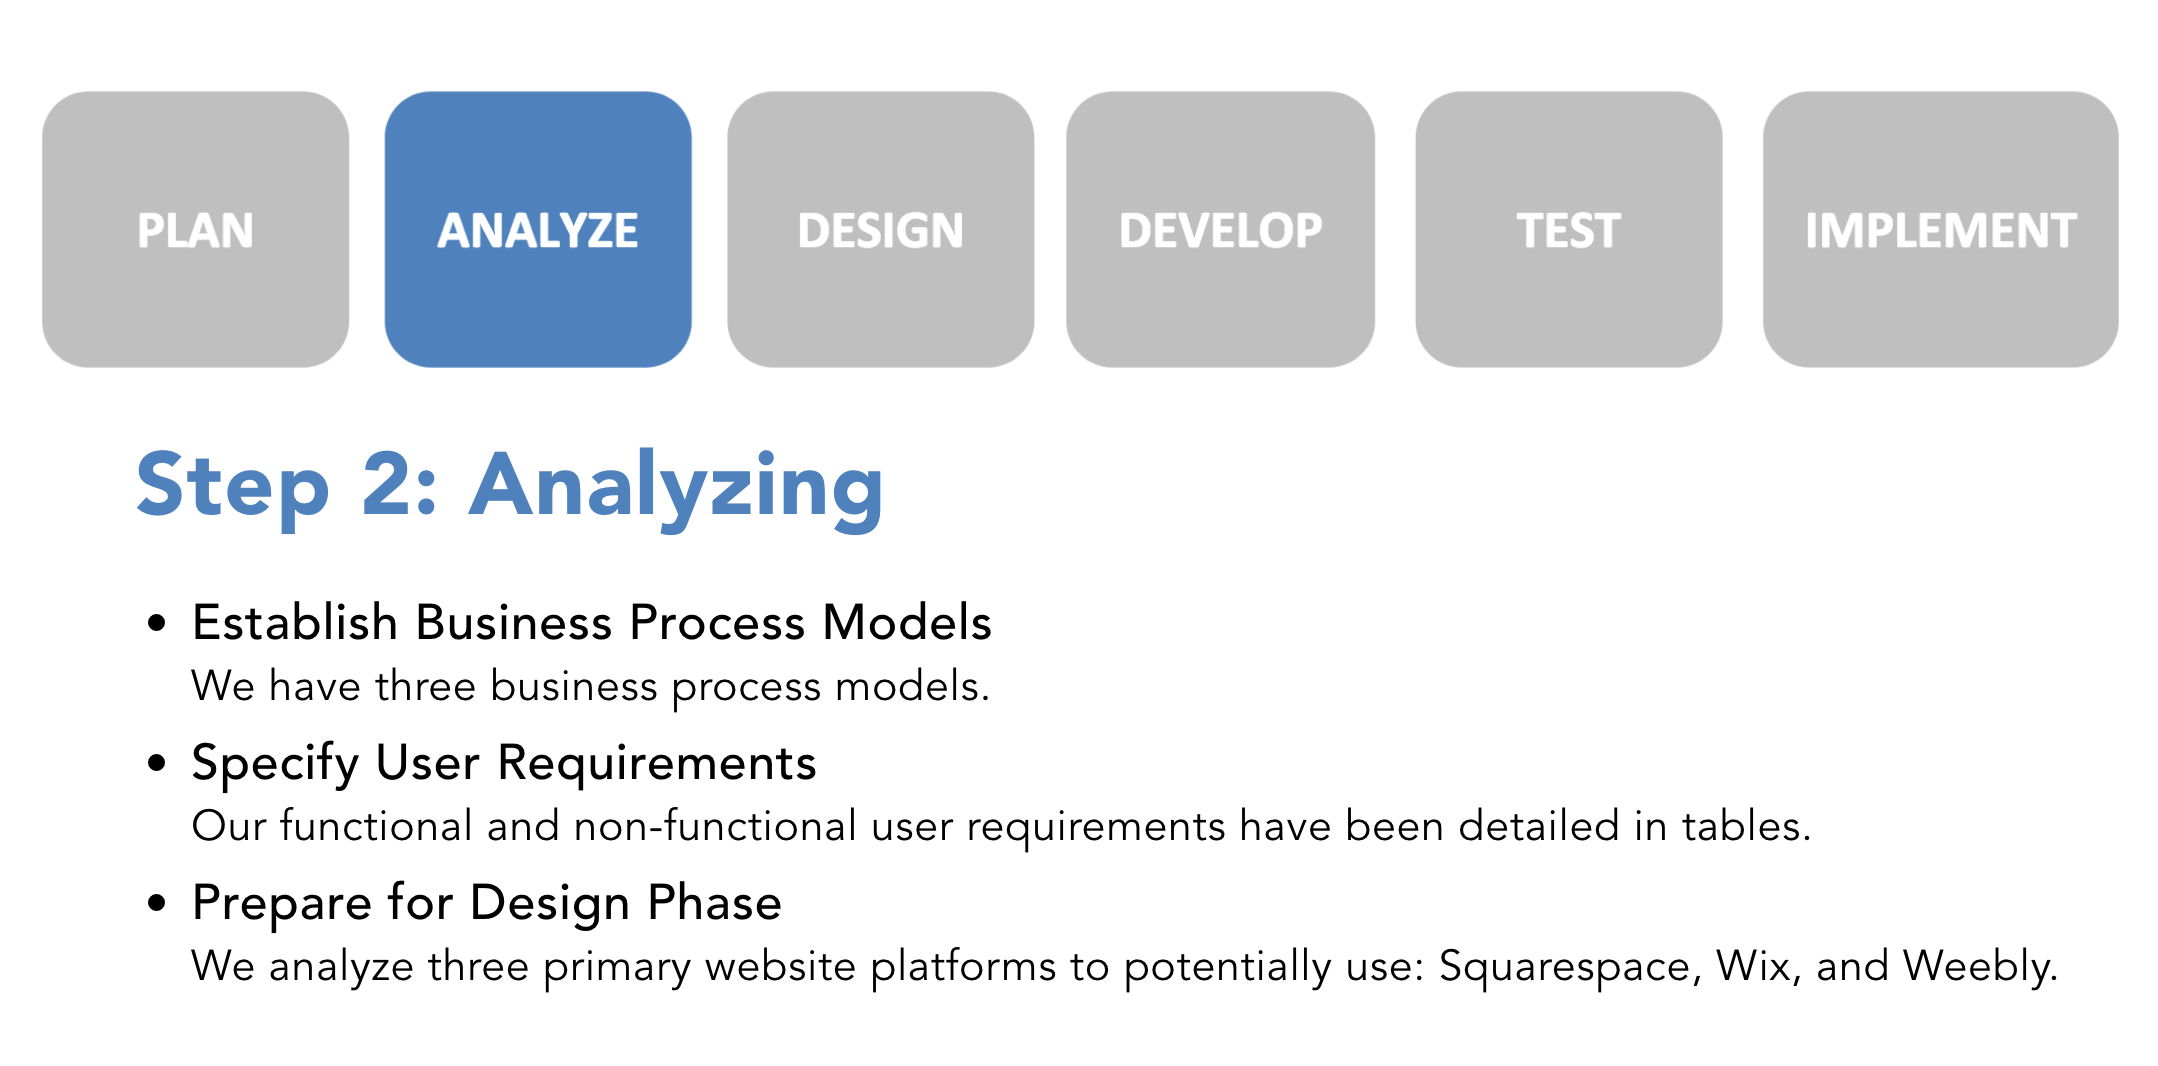 PLAN ANALYZE DESIGN DEVELOP TEST IMPLEMENT
Step 2: Analyzing
• Establish Business Process Models
We have three business process models.
• Specify User Requirements
Our functional and non-functional user requirements have been detailed in tables.
• Prepare for Design Phase
We analyze three primary website platforms to potentially use: Squarespace, Wix, and Weebly.